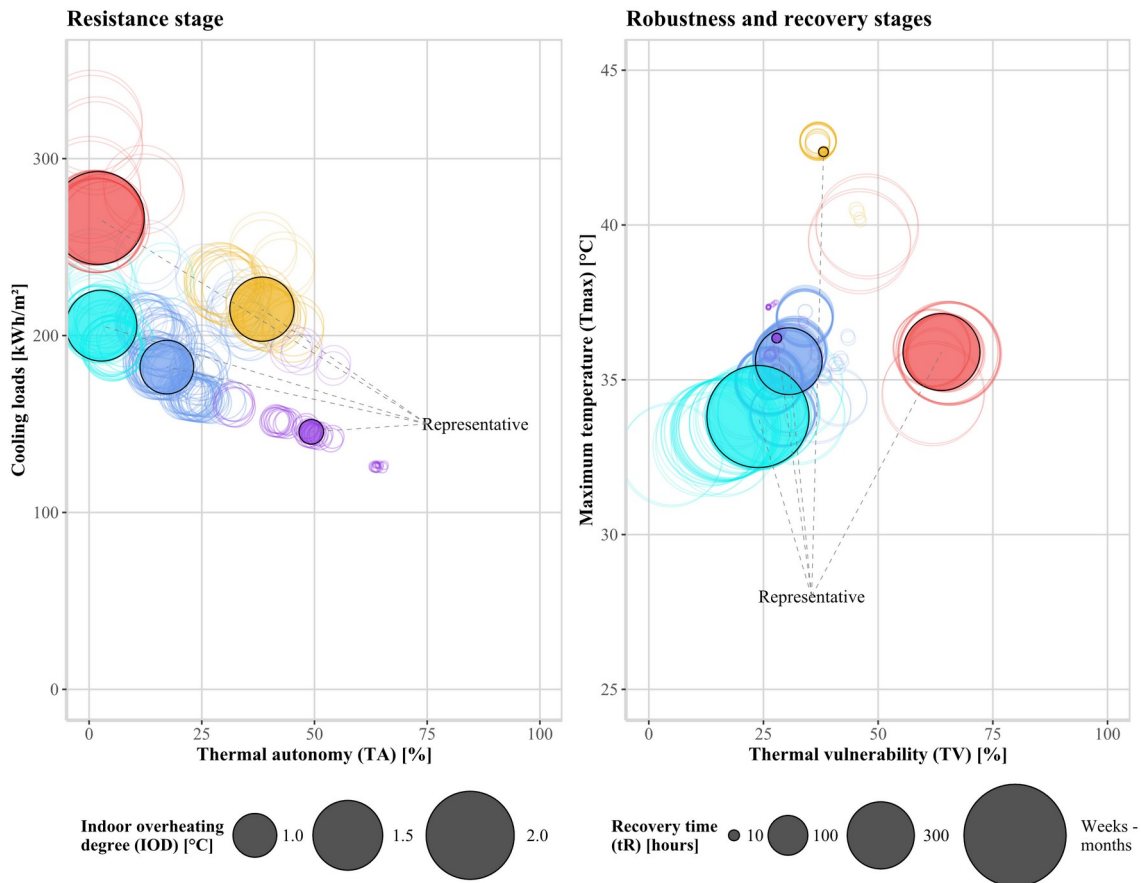 Resistance stage
Cooling loads [kWh/m²]
300
200
100
0
Representative
0 25 50 75 100
Thermal autonomy (TA) [%]
Indoor overheating
degree (IOD) [°C]
1.0 1.5 2.0
Robustness and recovery stages
Maximum temperature (Tmax) [°C]
45
40
35
30
25
Representative
0 25 50 75 100
Thermal vulnerability (TV) [%]
Recovery time
(tR) [hours]
10 100 300 Weeks -
months